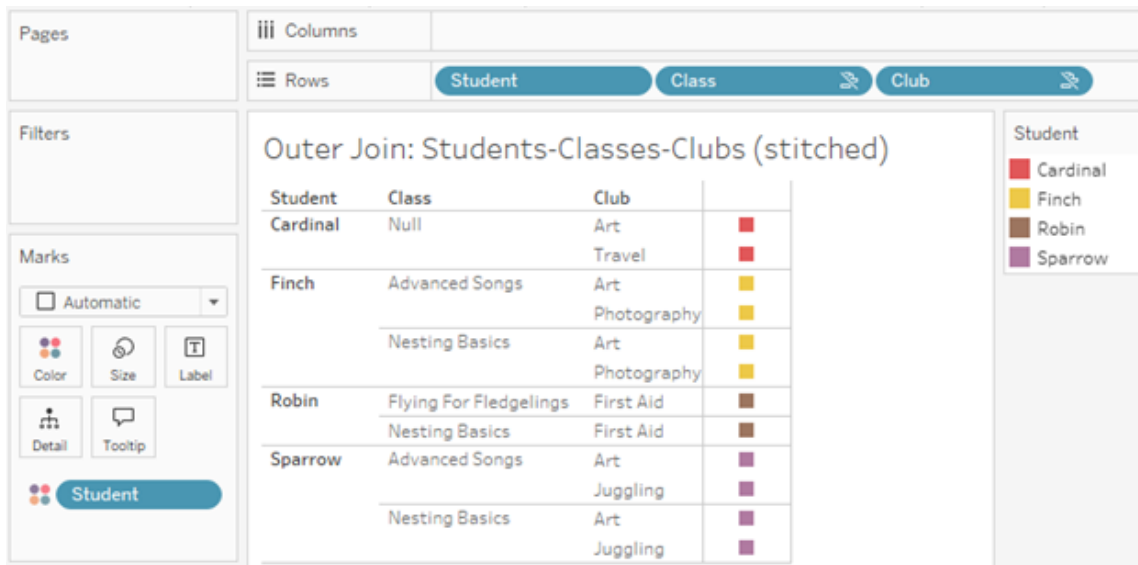 Pages
Columns
Rows
Student
Class
Club
Filters
Marks
Automatic
Color
Size
Label
Detail
Tooltip
Student
Outer Join: Students-Classes-Clubs (stitched)
Student Class Club
Cardinal Null Art
Travel
Finch Advanced Songs Art
Photography
Nesting Basics Art
Photography
Robin Flying For Fledgelings First Aid
Nesting Basics First Aid
Sparrow Advanced Songs Art
Juggling
Nesting Basics Art
Juggling
Student
Cardinal
Finch
Robin
Sparrow